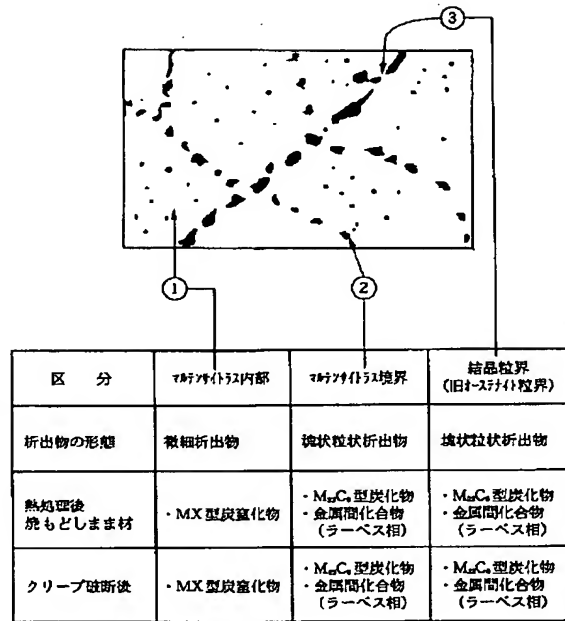 ③
①
②
区 分
マルテンサイトラス内部
マルテンサイトラス境界
結晶粒界
(旧オーステナイト粒界)
析出物の形態
微細析出物
塊状粒状析出物
塊状粒状析出物
熱処理後
焼もどしまま材
・MX型炭窒化物
・M₂₃C₆型炭化物
・金属間化合物
(ラーベス相)
・M₂₃C₆型炭化物
・金属間化合物
(ラーベス相)
クリープ破断後
・MX型炭窒化物
・M₂₃C₆型炭化物
・金属間化合物
(ラーベス相)
・M₂₃C₆型炭化物
・金属間化合物
(ラーベス相)